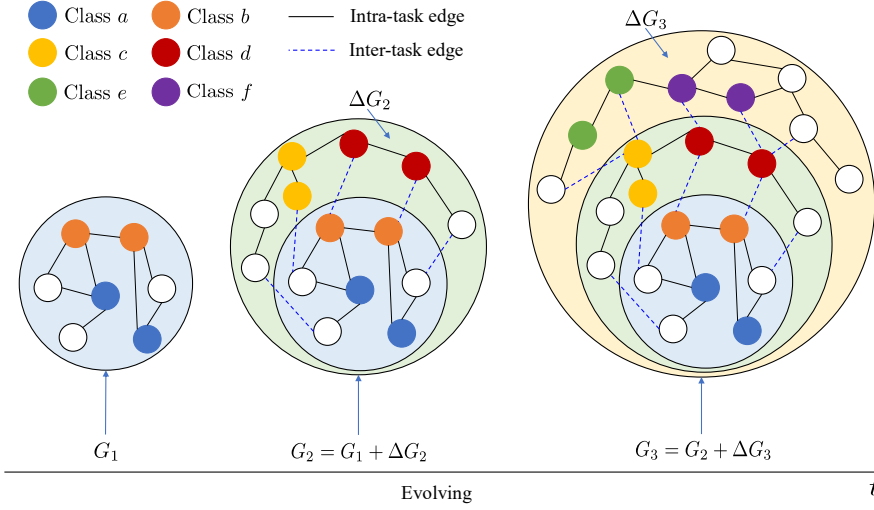 Class a
Class b
Intra-task edge
Class c
Class d
Inter-task edge
Class e
Class f
ΔG₂
ΔG₃
G₁
G₂ = G₁ + ΔG₂
G₃ = G₂ + ΔG₃
Evolving
t